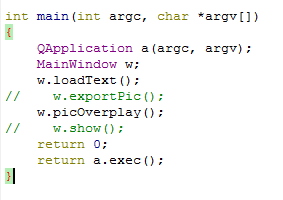 int main(int argc, char *argv[])
{
    QApplication a(argc, argv);
    MainWindow w;
    w.loadText();
//    w.exportPic();
    w.picOverplay();
//    w.show();
    return 0;
    return a.exec();
}